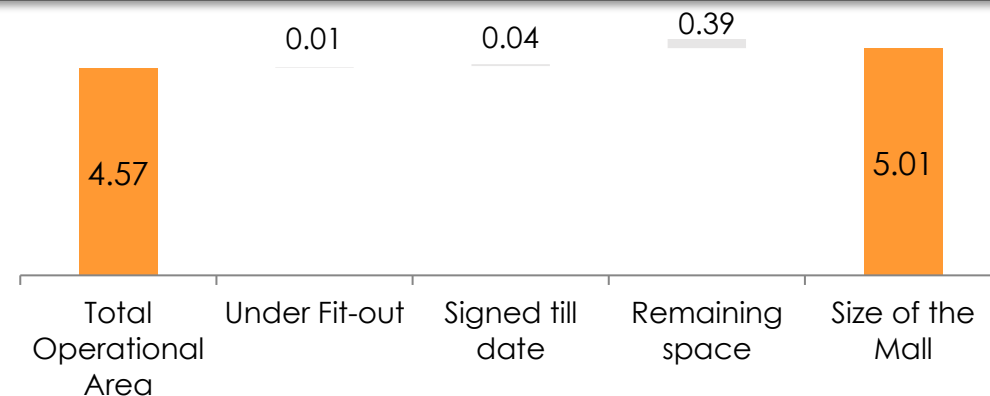 0.01
0.04
0.39
4.57
5.01
Total
Operational
Area
Under Fit-out
Signed till
date
Remaining
space
Size of the
Mall